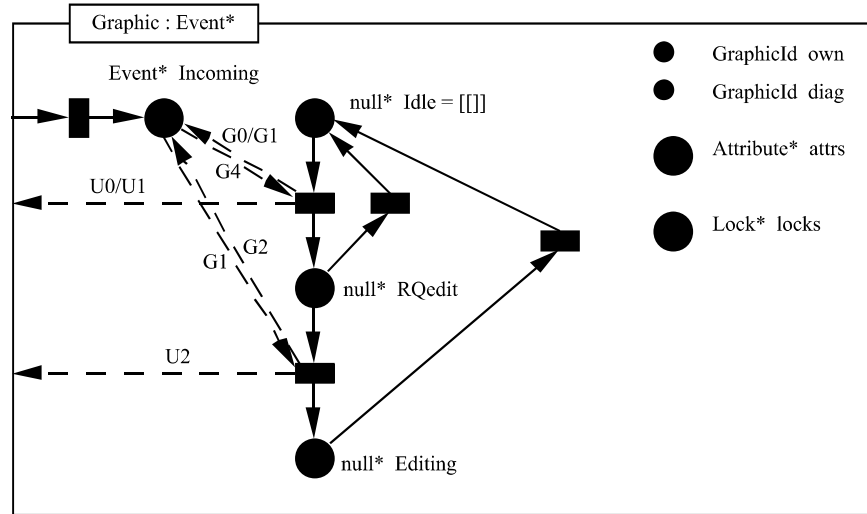 Graphic : Event*
GraphicId own
Event* Incoming
GraphicId diag
null* Idle = [[]]
G0/G1
Attribute* attrs
G4
U0/U1
Lock* locks
G2
G1
null* RQedit
U2
null* Editing